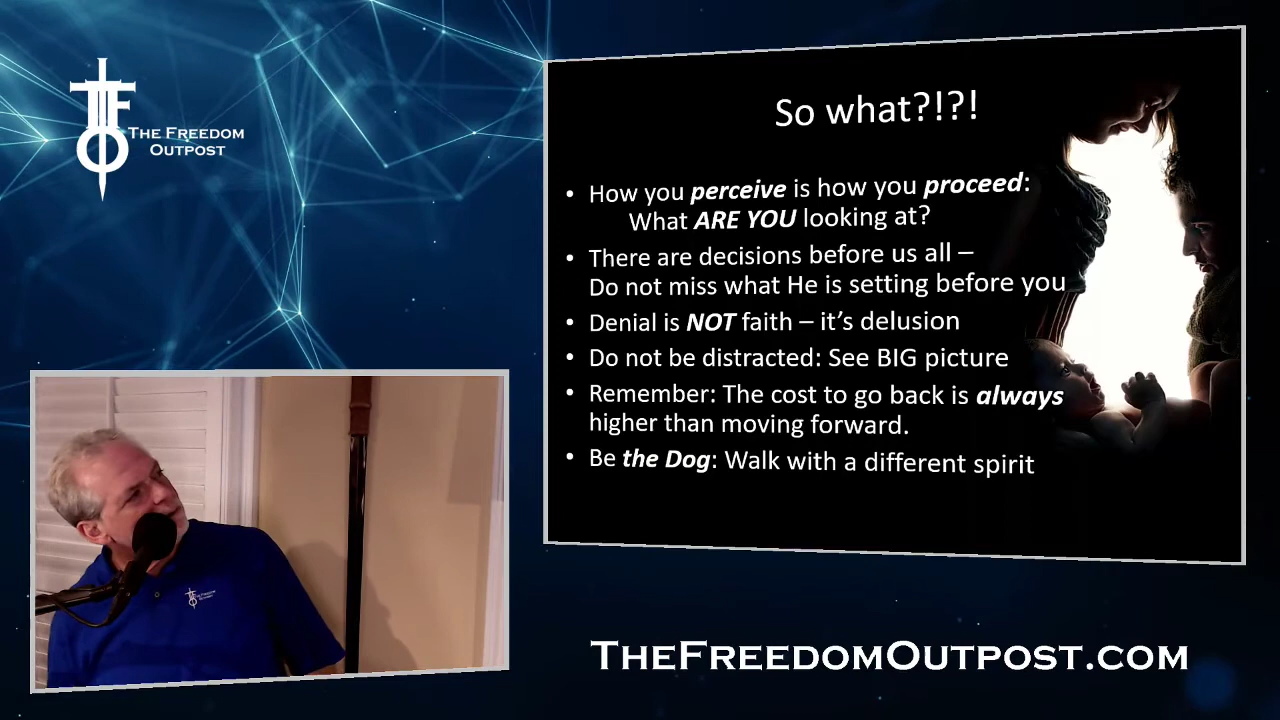 The Freedom
Outpost
So what?!?!
• How you perceive is how you proceed:
What ARE YOU looking at?
• There are decisions before us all –
Do not miss what He is setting before you
• Denial is NOT faith – it’s delusion
• Do not be distracted: See BIG picture
• Remember: The cost to go back is always
higher than moving forward.
• Be the Dog: Walk with a different spirit
TheFreedomOutpost.com